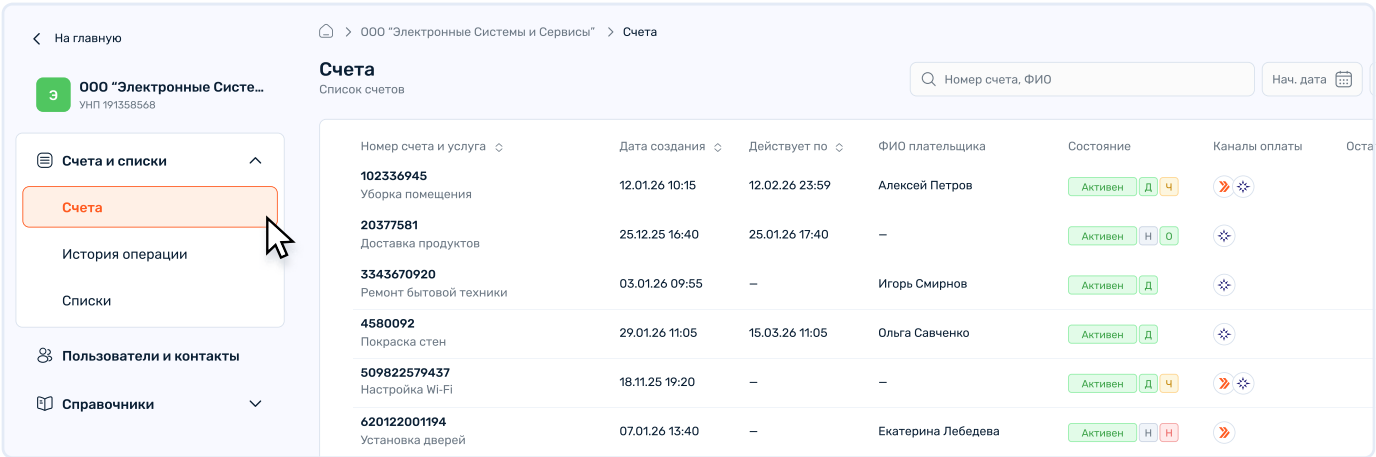 На главную
Э
ООО “Электронные Систе...
УНП 191358568
Счета и списки
Счета
История операции
Списки
Пользователи и контакты
Справочники
ООО “Электронные Системы и Сервисы” Счета
Счета
Список счетов
Номер счета, ФИО
Нач. дата
Номер счета и услуга Дата создания Действует по ФИО плательщика Состояние Каналы оплаты Оста
102336945
Уборка помещения
12.01.26 10:15 12.02.26 23:59 Алексей Петров Активен Д Ч
20377581
Доставка продуктов
25.12.25 16:40 25.01.26 17:40 — Активен Н О
3343670920
Ремонт бытовой техники
03.01.26 09:55 — Игорь Смирнов Активен Д
4580092
Покраска стен
29.01.26 11:05 15.03.26 11:05 Ольга Савченко Активен Д
509822579437
Настройка Wi-Fi
18.11.25 19:20 — — Активен Д Ч
620122001194
Установка дверей
07.01.26 13:40 — Екатерина Лебедева Активен Н Н